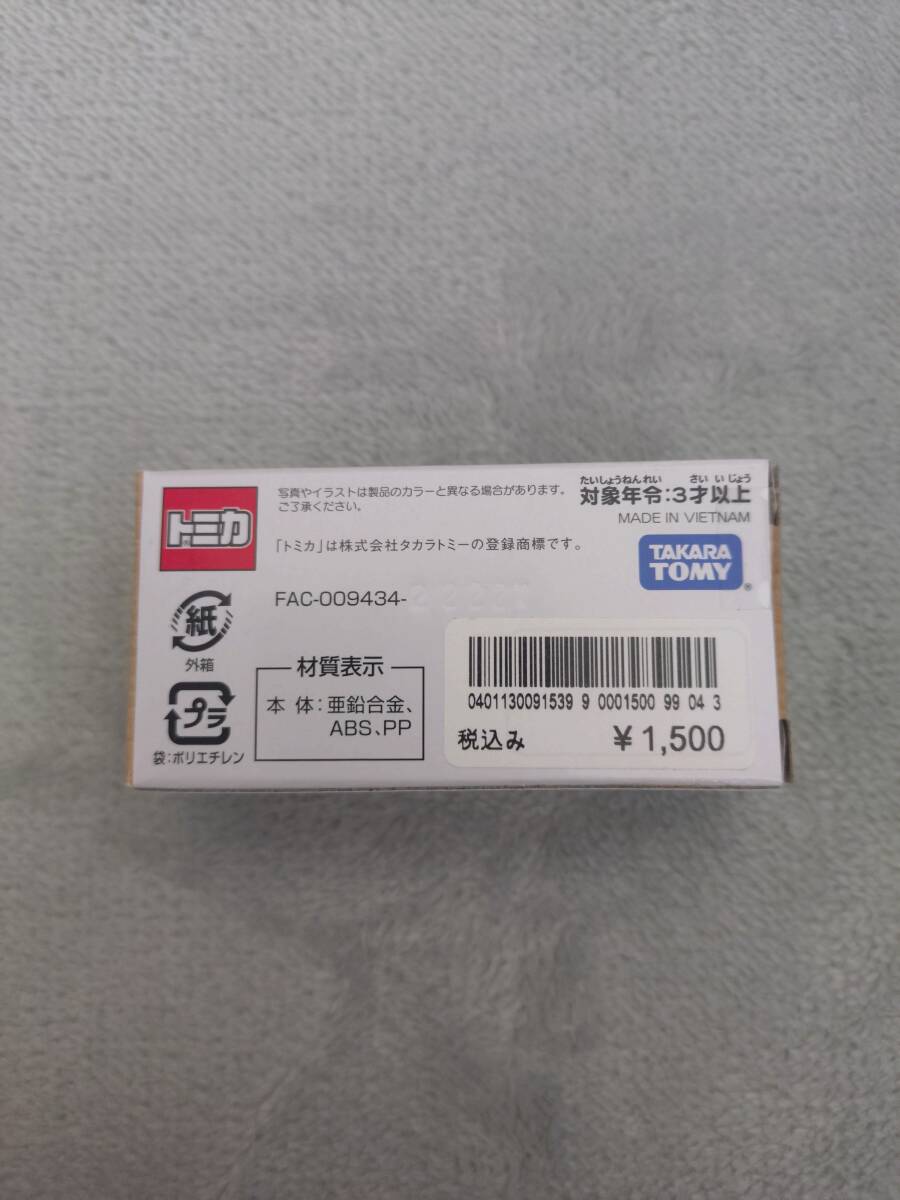 トミカ
写真やイラストは製品のカラーと異なる場合があります。
ご了承ください。
「トミカ」は株式会社タカラトミーの登録商標です。
たいしょうねんれい さい いじょう
対象年令:3才以上
MADE IN VIETNAM
TAKARA
TOMY
®
FAC-009434-
紙
外箱
プラ
袋:ポリエチレン
材質表示
本 体:亜鉛合金、
ABS、PP
0401130091539 9 0001500 99 04 3
税込み ¥1,500